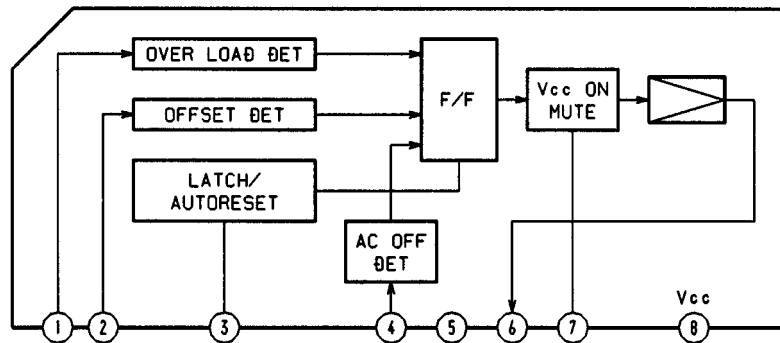 OVER LOAD DET
OFFSET DET
LATCH/
AUTORESET
F/F
Vcc ON
MUTE
AC OFF
DET
Vcc
1 2 3 4 5 6 7 8